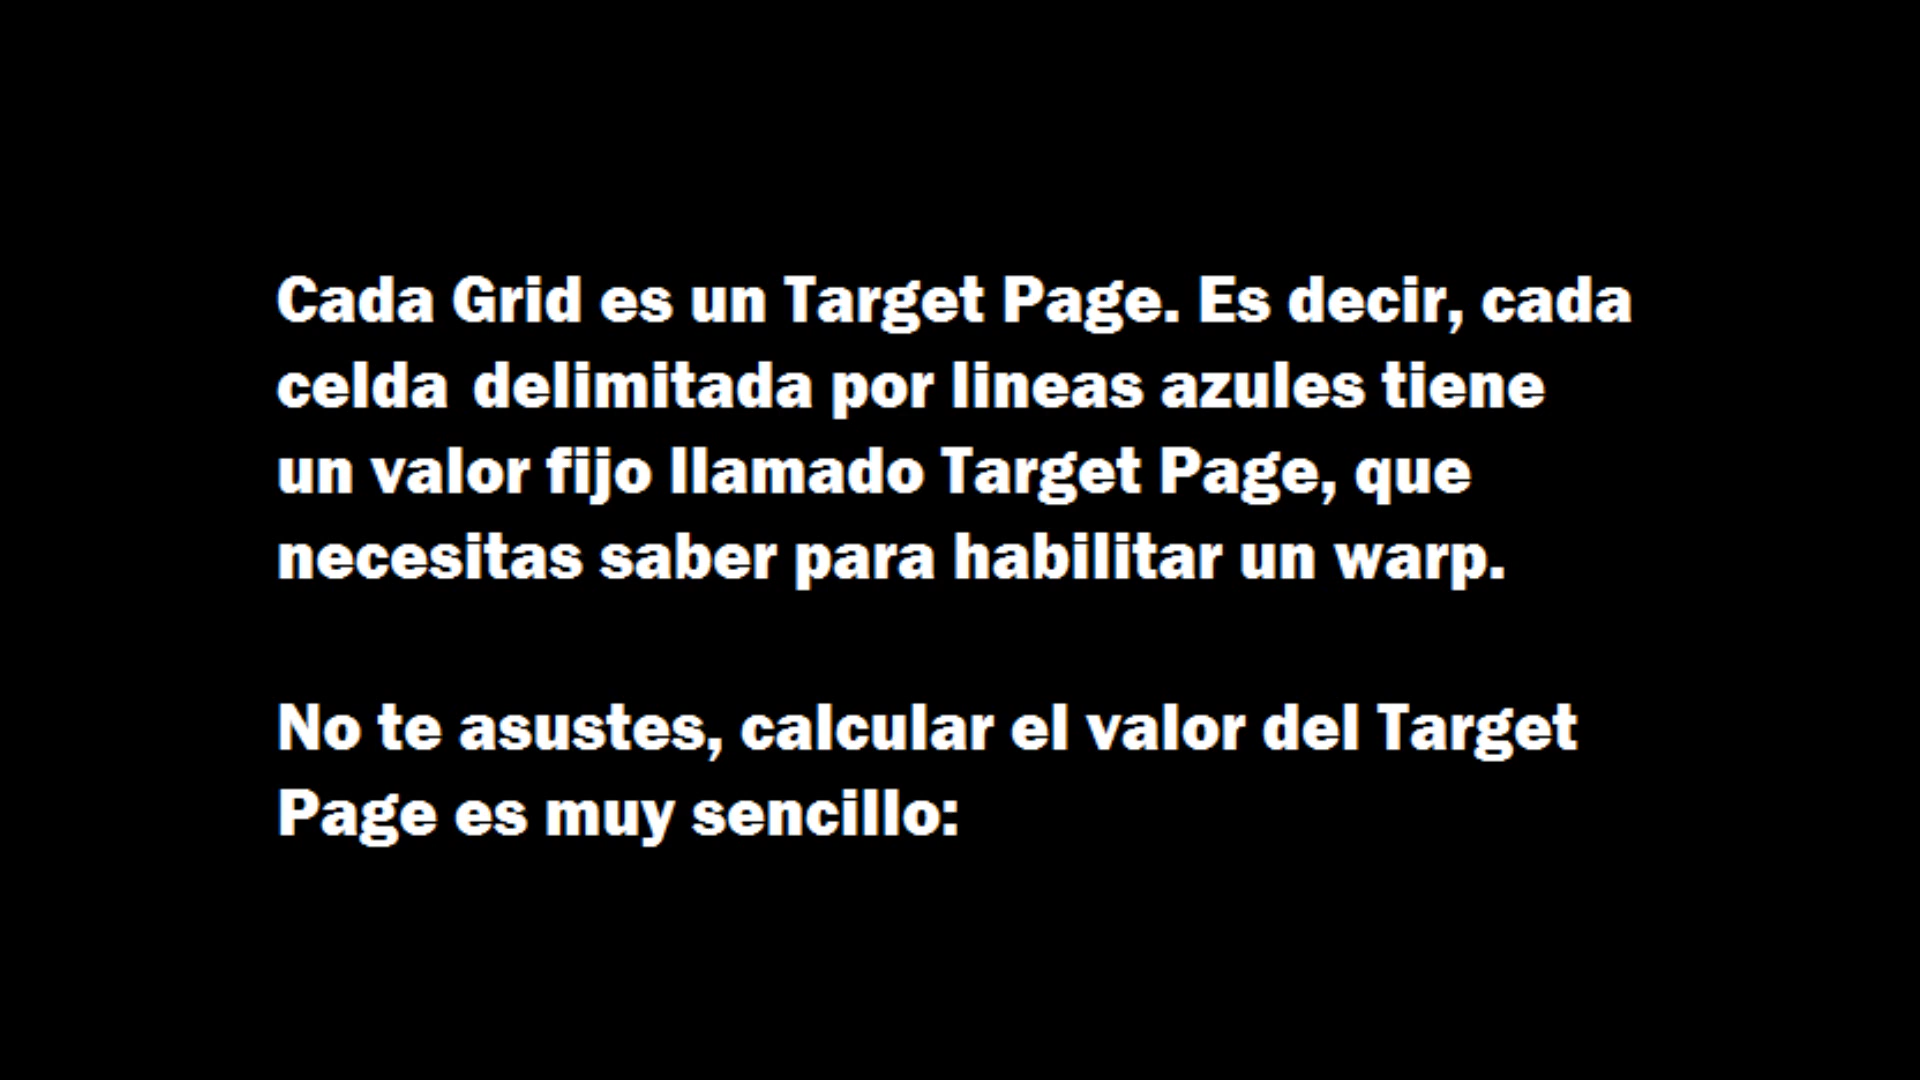 Cada Grid es un Target Page. Es decir, cada
celda delimitada por lineas azules tiene
un valor fijo llamado Target Page, que
necesitas saber para habilitar un warp.
No te asustes, calcular el valor del Target
Page es muy sencillo: